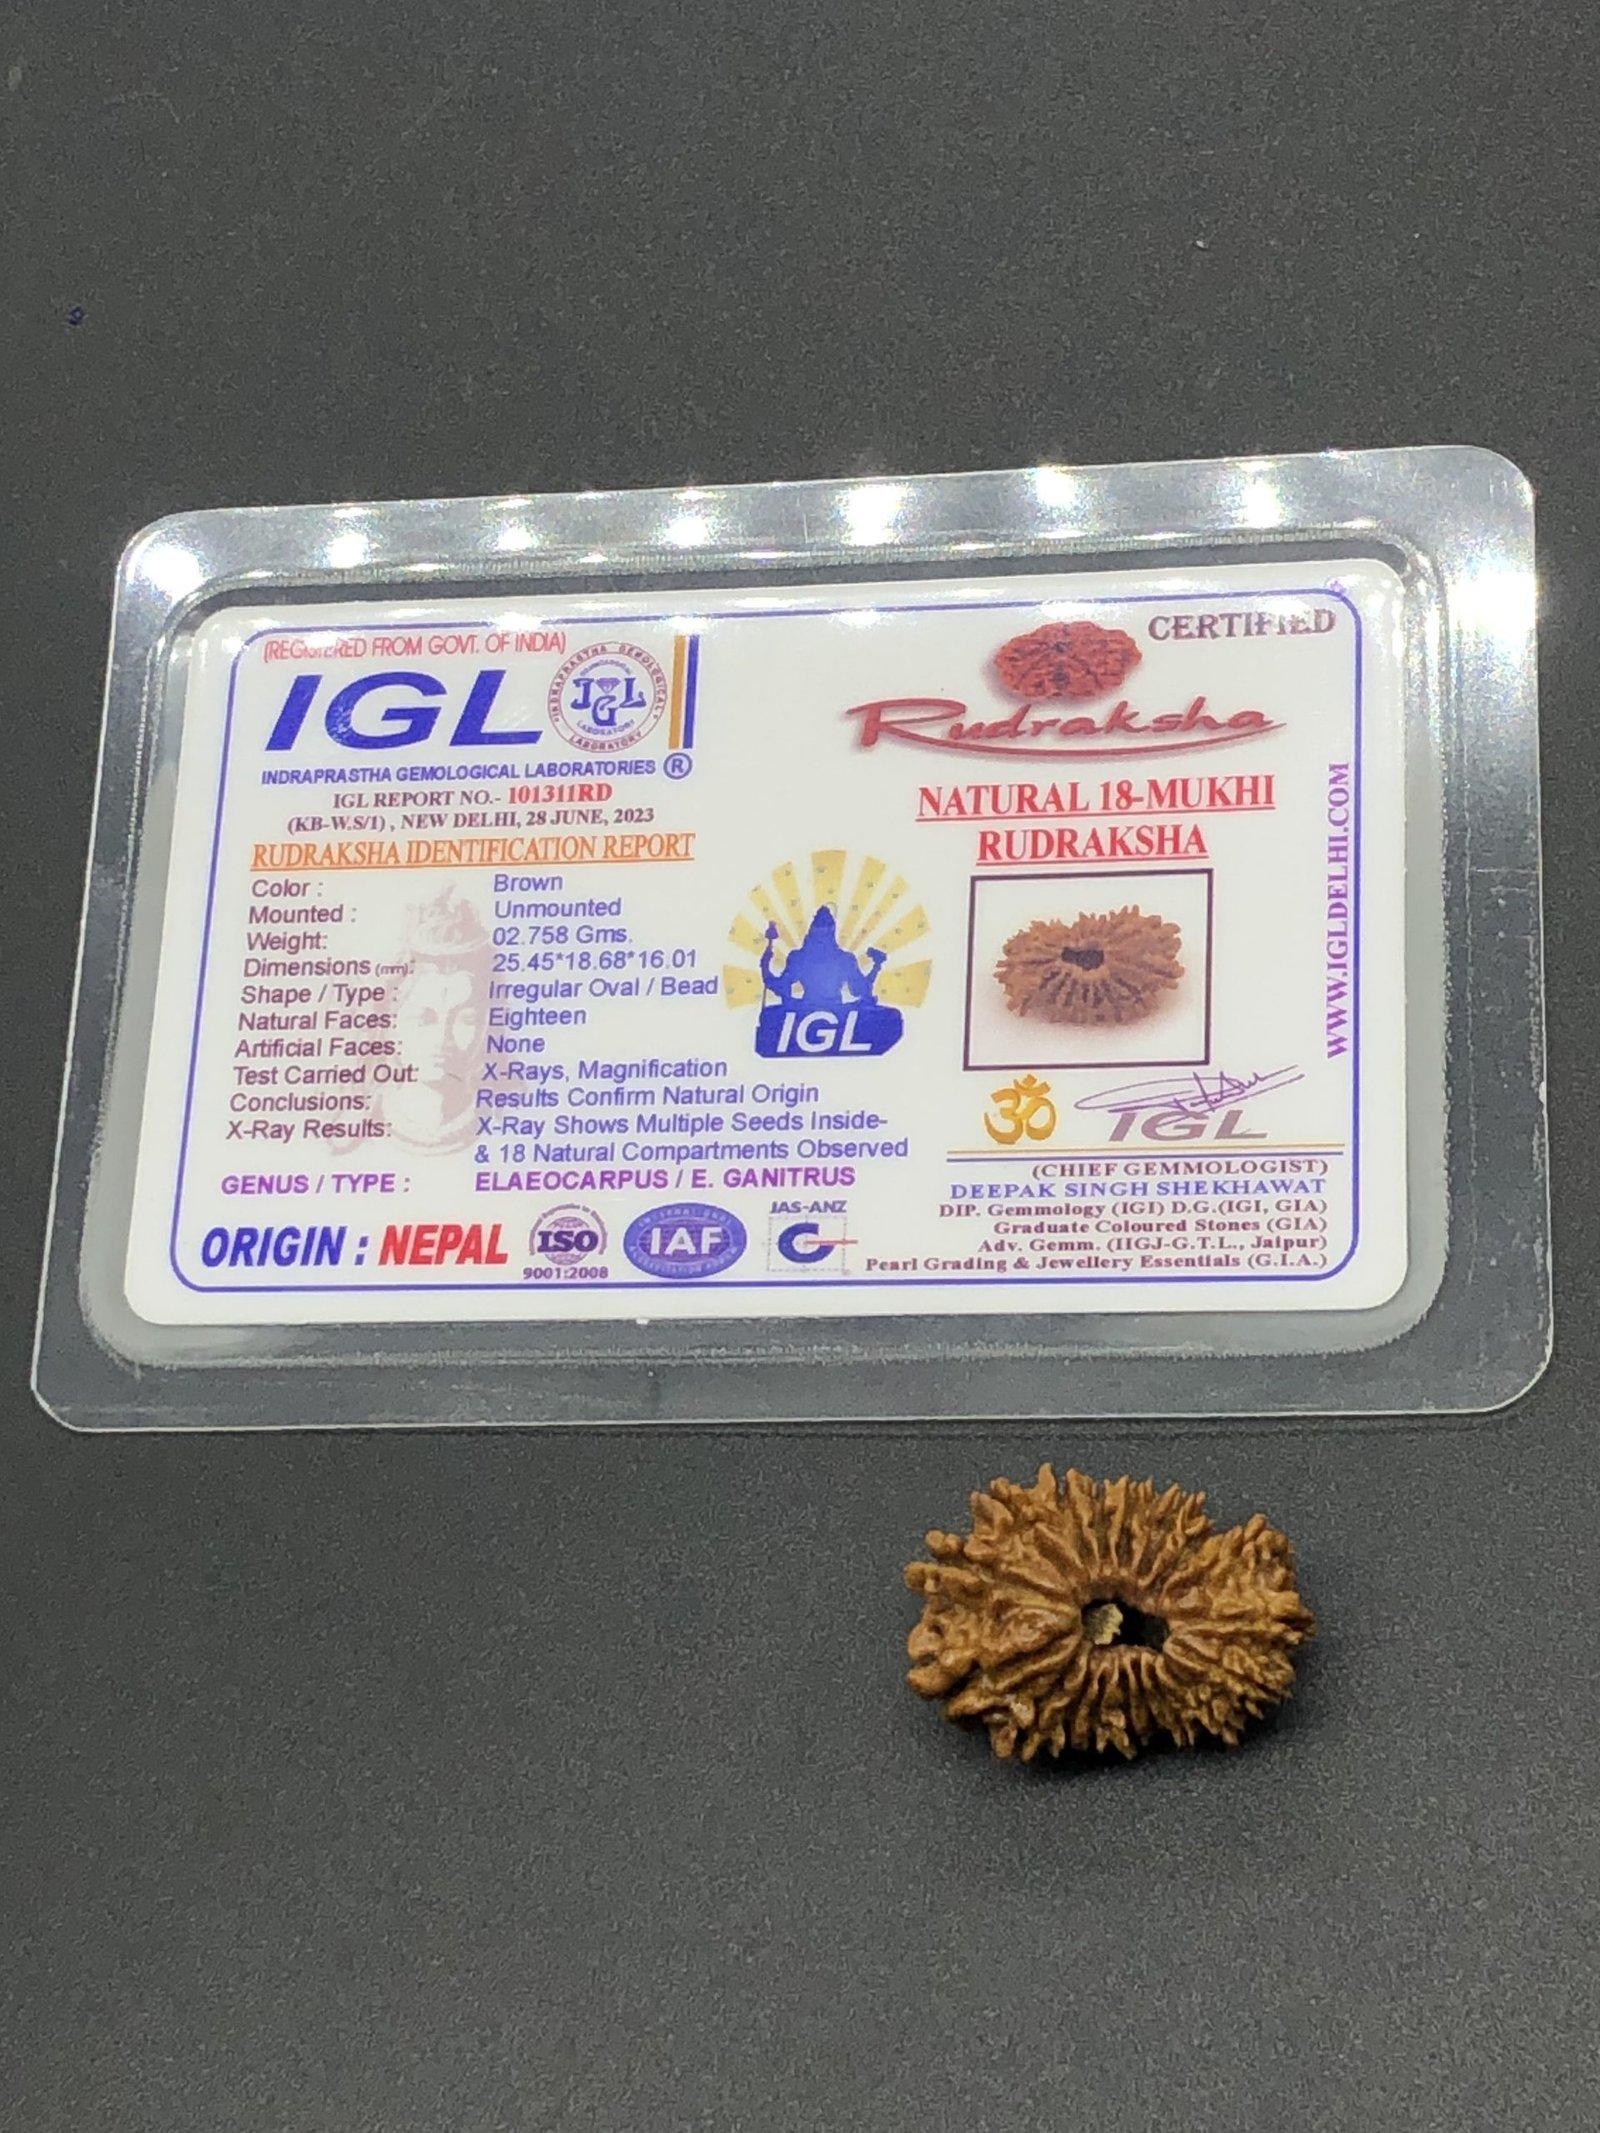 (REGISTERED FROM GOVT. OF INDIA)
IGL
INDRAPRASTHA GEMOLOGICAL LABORATORY
IGL
INDRAPRASTHA GEMOLOGICAL LABORATORIES ®
IGL REPORT NO.- 101311RD
(KB-W.S/1) , NEW DELHI, 28 JUNE, 2023
RUDRAKSHA IDENTIFICATION REPORT
Color : Brown
Mounted : Unmounted
Weight: 02.758 Gms.
Dimensions (mm): 25.45*18.68*16.01
Shape / Type : Irregular Oval / Bead
Natural Faces: Eighteen
Artificial Faces: None
Test Carried Out: X-Rays, Magnification
Conclusions: Results Confirm Natural Origin
X-Ray Results: X-Ray Shows Multiple Seeds Inside-
& 18 Natural Compartments Observed
GENUS / TYPE : ELAEOCARPUS / E. GANITRUS
ORIGIN : NEPAL
ISO
9001:2008
IAF
JAS-ANZ
IGL
CERTIFIED
Rudraksha
NATURAL 18-MUKHI
RUDRAKSHA
WWW.IGLDELHI.COM
ॐ
IGL
(CHIEF GEMMOLOGIST)
DEEPAK SINGH SHEKHAWAT
DIP. Gemmology (IGI) D.G.(IGI, GIA)
Graduate Coloured Stones (GIA)
Adv. Gemm. (IIGJ-G.T.L., Jaipur)
Pearl Grading & Jewellery Essentials (G.I.A.)